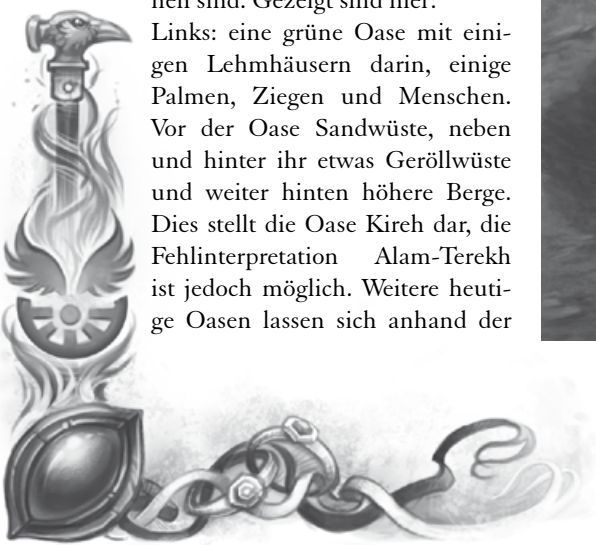 nen sind. Gezeigt sind hier:
Links: eine grüne Oase mit eini-
gen Lehmhäusern darin, einige
Palmen, Ziegen und Menschen.
Vor der Oase Sandwüste, neben
und hinter ihr etwas Geröllwüste
und weiter hinten höhere Berge.
Dies stellt die Oase Kireh dar, die
Fehlinterpretation Alam-Terekh
ist jedoch möglich. Weitere heuti-
ge Oasen lassen sich anhand der